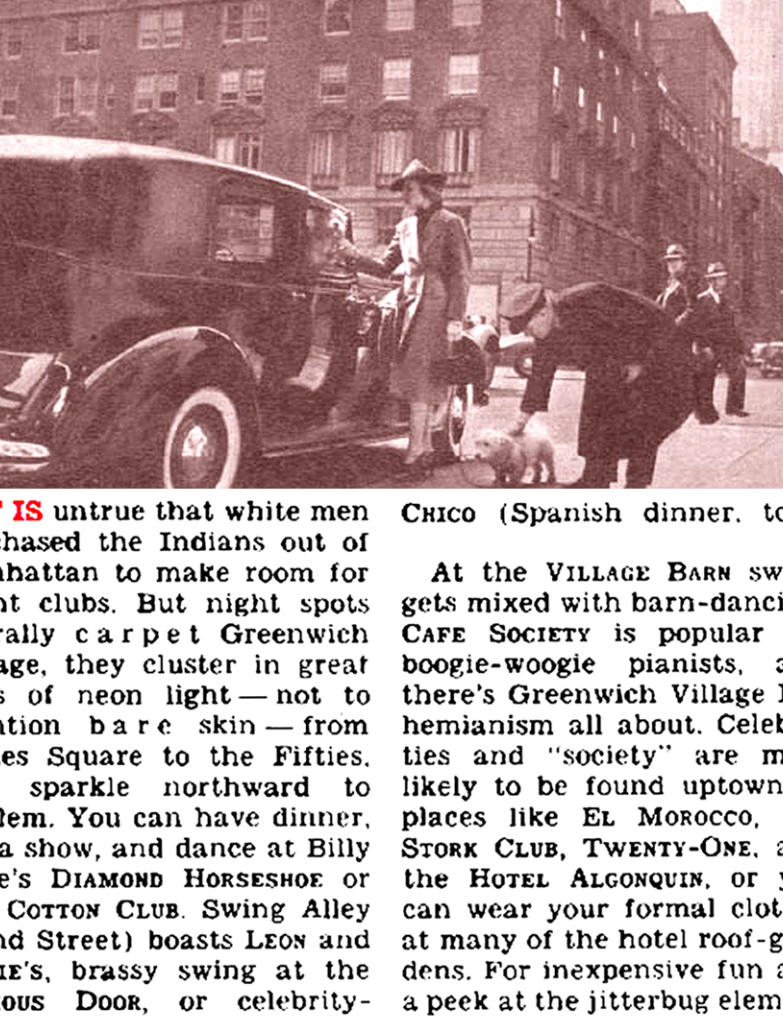 IS untrue that white men
chased the Indians out of
nhattan to make room for
ht clubs. But night spots
rally carpet Greenwich
age, they cluster in great
s of neon light — not to
ntion bare skin — from
es Square to the Fifties,
sparkle northward to
lem. You can have dinner,
a show, and dance at Billy
e's DIAMOND HORSESHOE or
COTTON CLUB. Swing Alley
nd Street) boasts LEON and
IE'S, brassy swing at the
OUS DOOR, or celebrity-
CHICO (Spanish dinner, to
At the VILLAGE BARN sw
gets mixed with barn-danci
CAFE SOCIETY is popular
boogie-woogie pianists, a
there's Greenwich Village
hemianism all about. Celeb
ties and "society" are m
likely to be found uptown
places like EL MOROCCO,
STORK CLUB, TWENTY-ONE, a
the HOTEL ALGONQUIN, or
can wear your formal clot
at many of the hotel roof-g
dens. For inexpensive fun a
a peek at the jitterbug elem